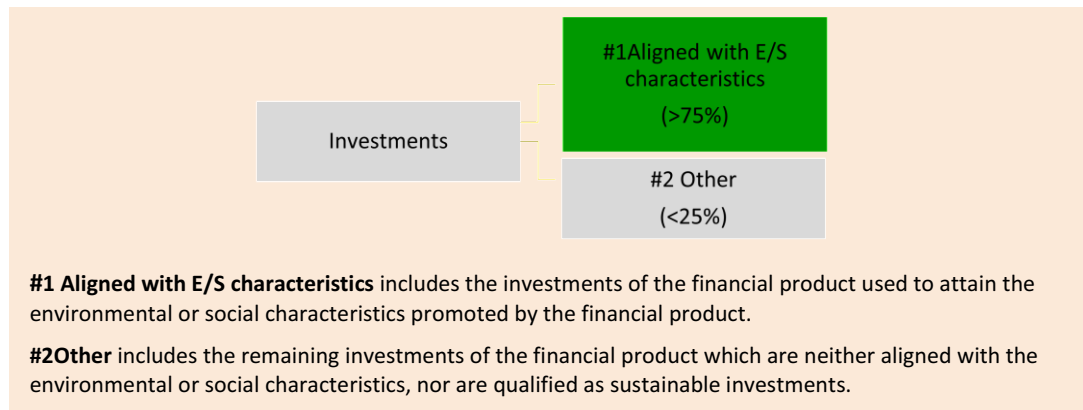 #1Aligned with E/S
characteristics
(>75%)
Investments
#2 Other
(<25%)
#1 Aligned with E/S characteristics includes the investments of the financial product used to attain the
environmental or social characteristics promoted by the financial product.
#2Other includes the remaining investments of the financial product which are neither aligned with the
environmental or social characteristics, nor are qualified as sustainable investments.